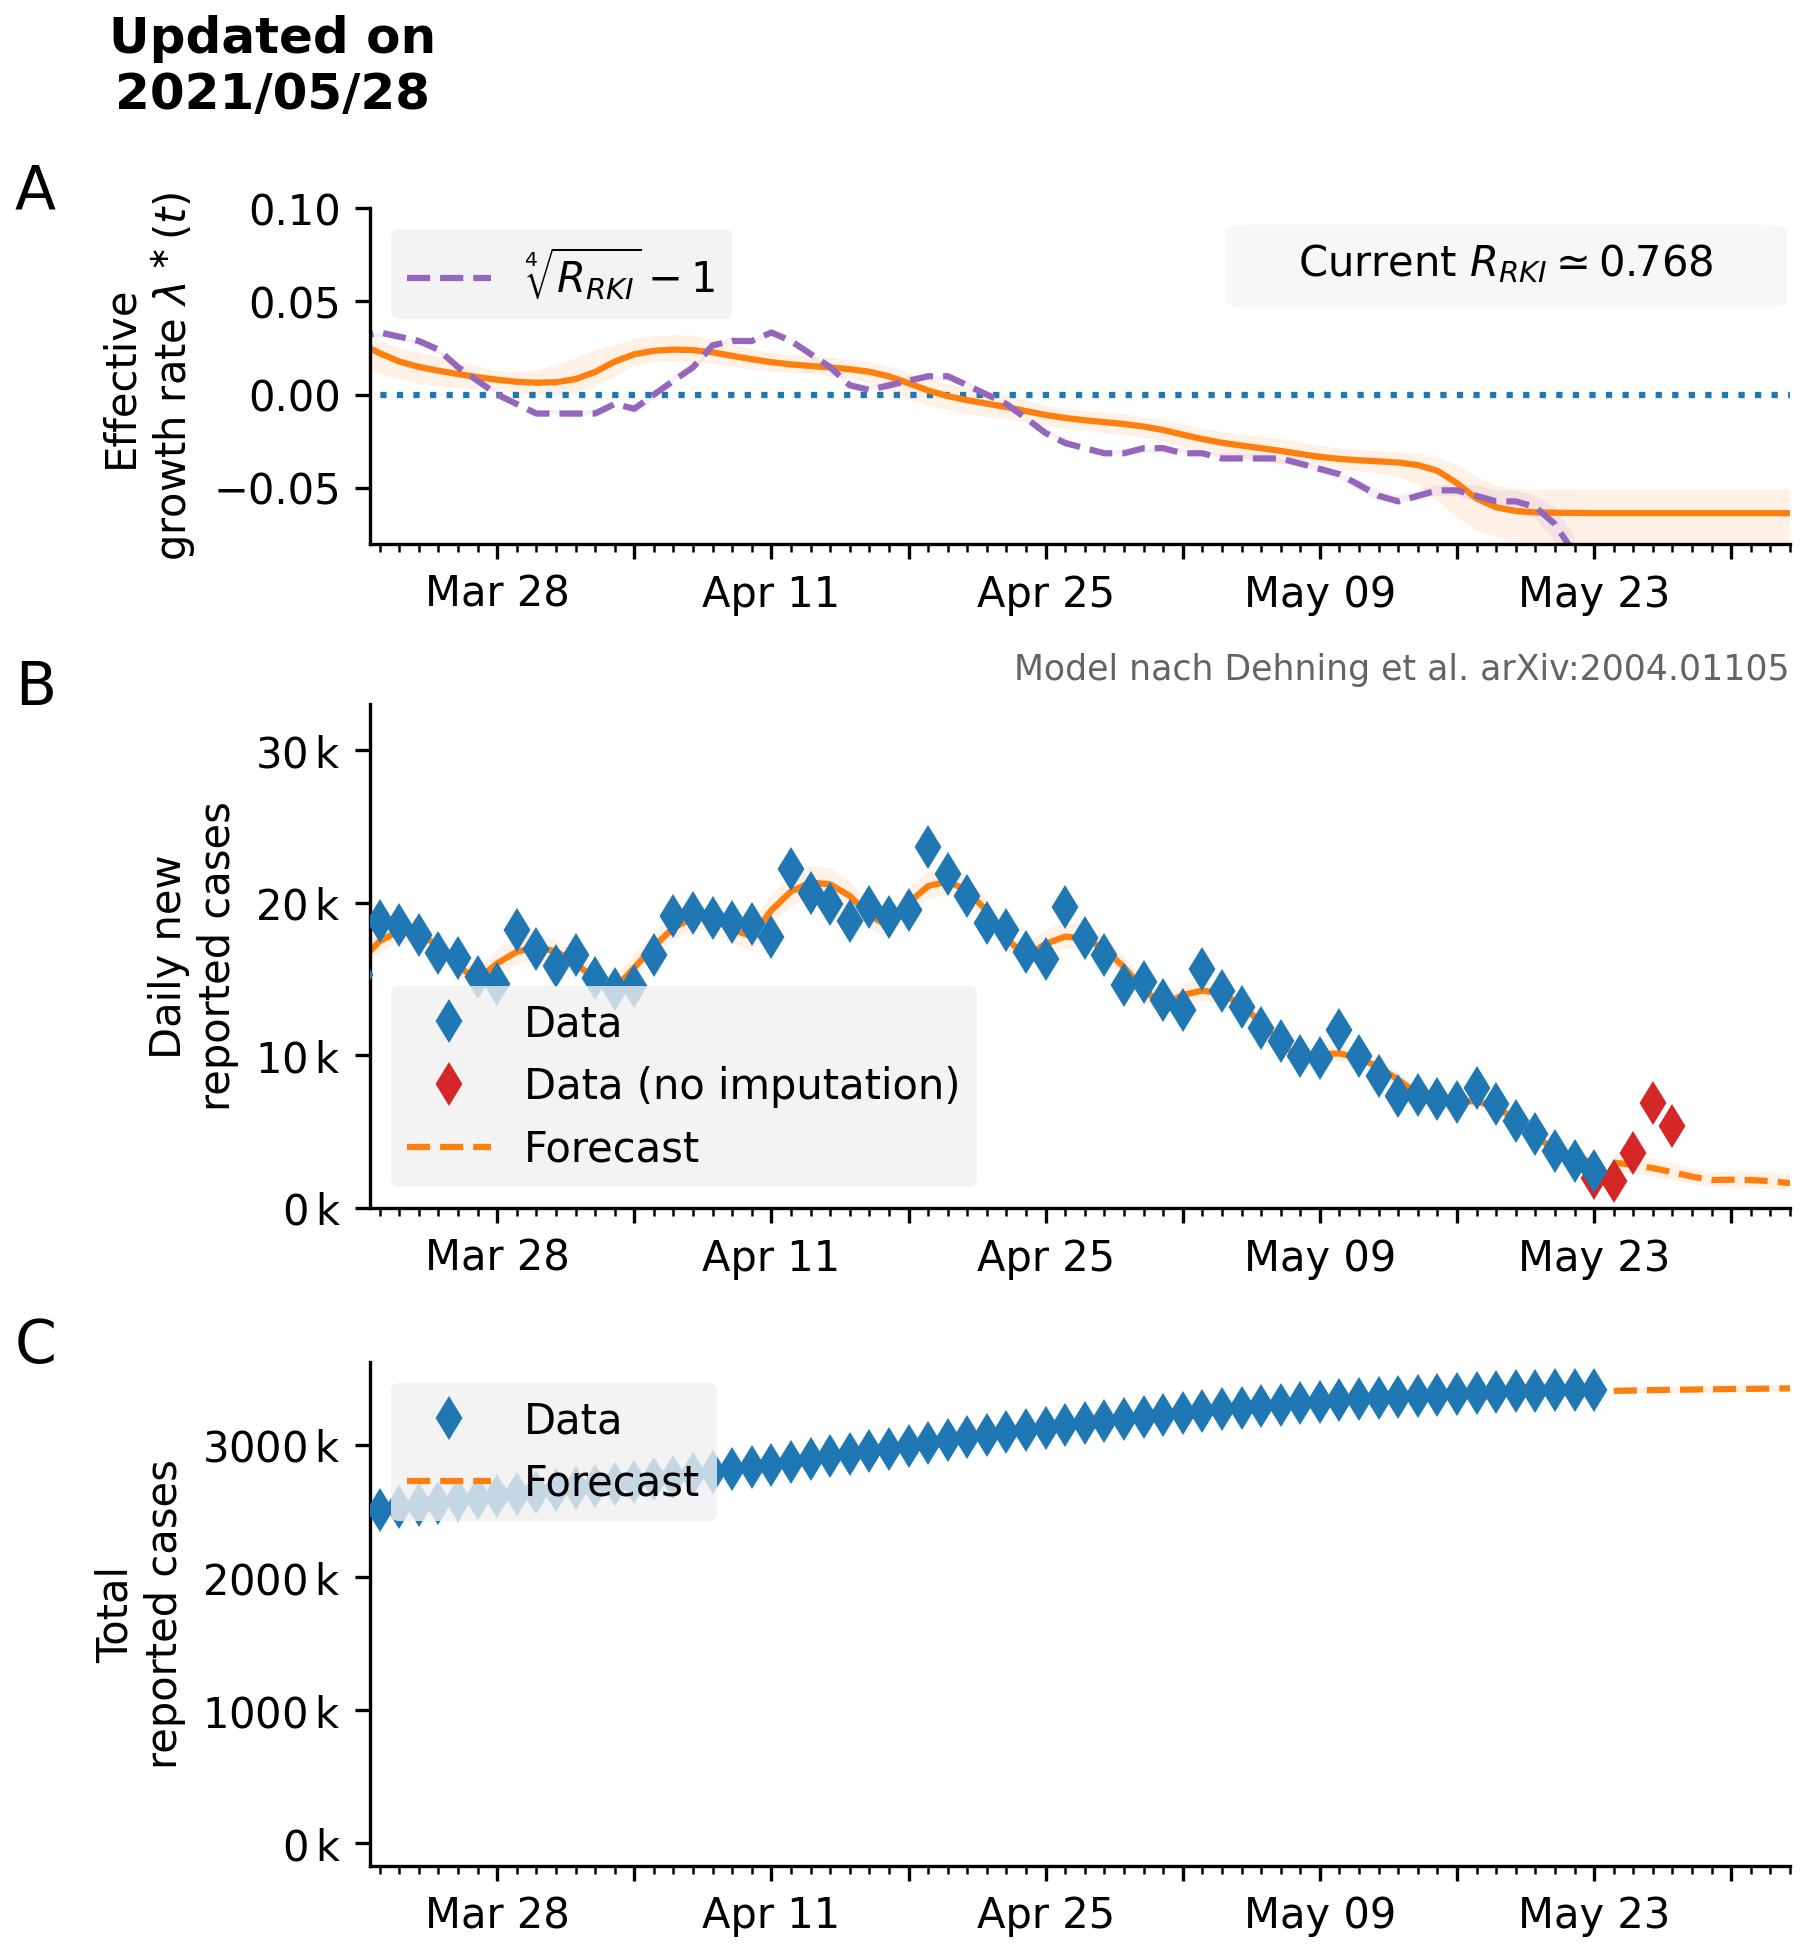 Updated on
2021/05/28
A
Effective
growth rate λ * (t)
0.10
0.05
0.00
−0.05
∜R_RKI − 1
Current R_RKI ≃ 0.768
Mar 28
Apr 11
Apr 25
May 09
May 23
Model nach Dehning et al. arXiv:2004.01105
B
Daily new
reported cases
30 k
20 k
10 k
0 k
Data
Data (no imputation)
Forecast
Mar 28
Apr 11
Apr 25
May 09
May 23
C
Total
reported cases
3000 k
2000 k
1000 k
0 k
Data
Forecast
Mar 28
Apr 11
Apr 25
May 09
May 23